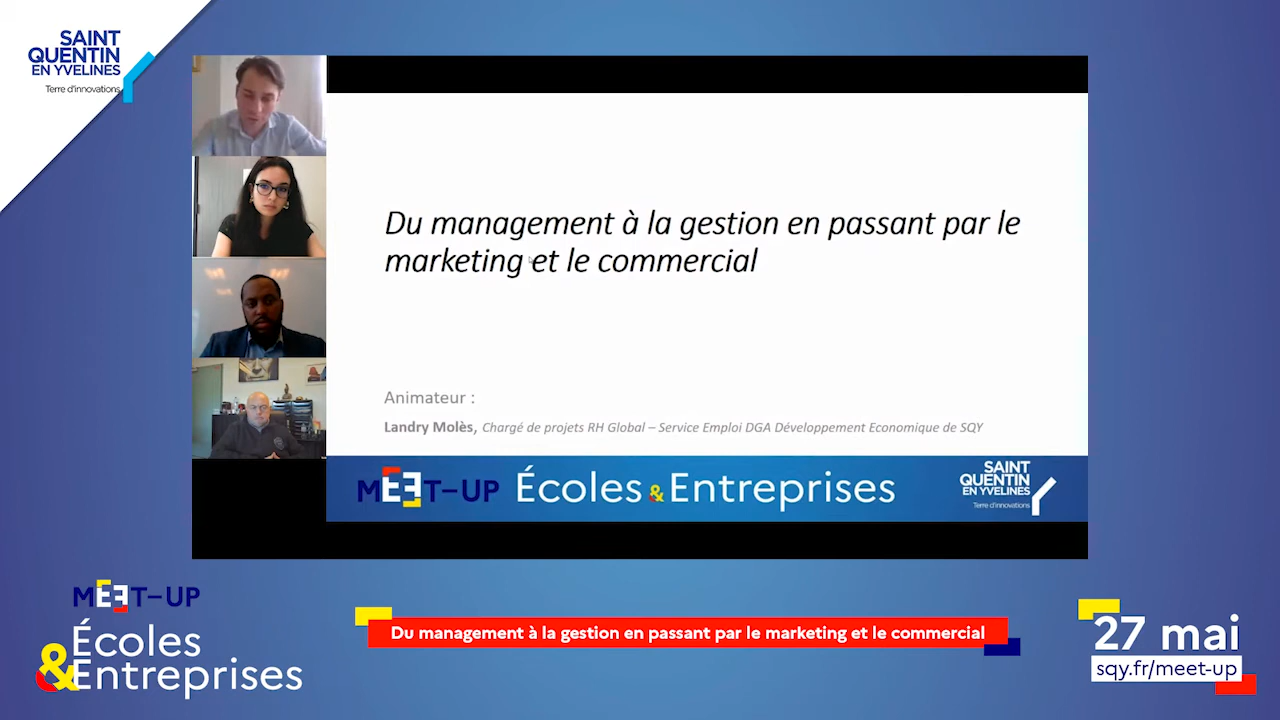 SAINT
QUENTIN
EN YVELINES
Terre d'innovations
Du management à la gestion en passant par le
marketing et le commercial
Animateur :
Landry Molès, Chargé de projets RH Global – Service Emploi DGA Développement Economique de SQY
MEET-UP Écoles & Entreprises
SAINT
QUENTIN
EN YVELINES
Terre d'innovations
MEET-UP
Écoles
&Entreprises
Du management à la gestion en passant par le marketing et le commercial
27 mai
sqy.fr/meet-up